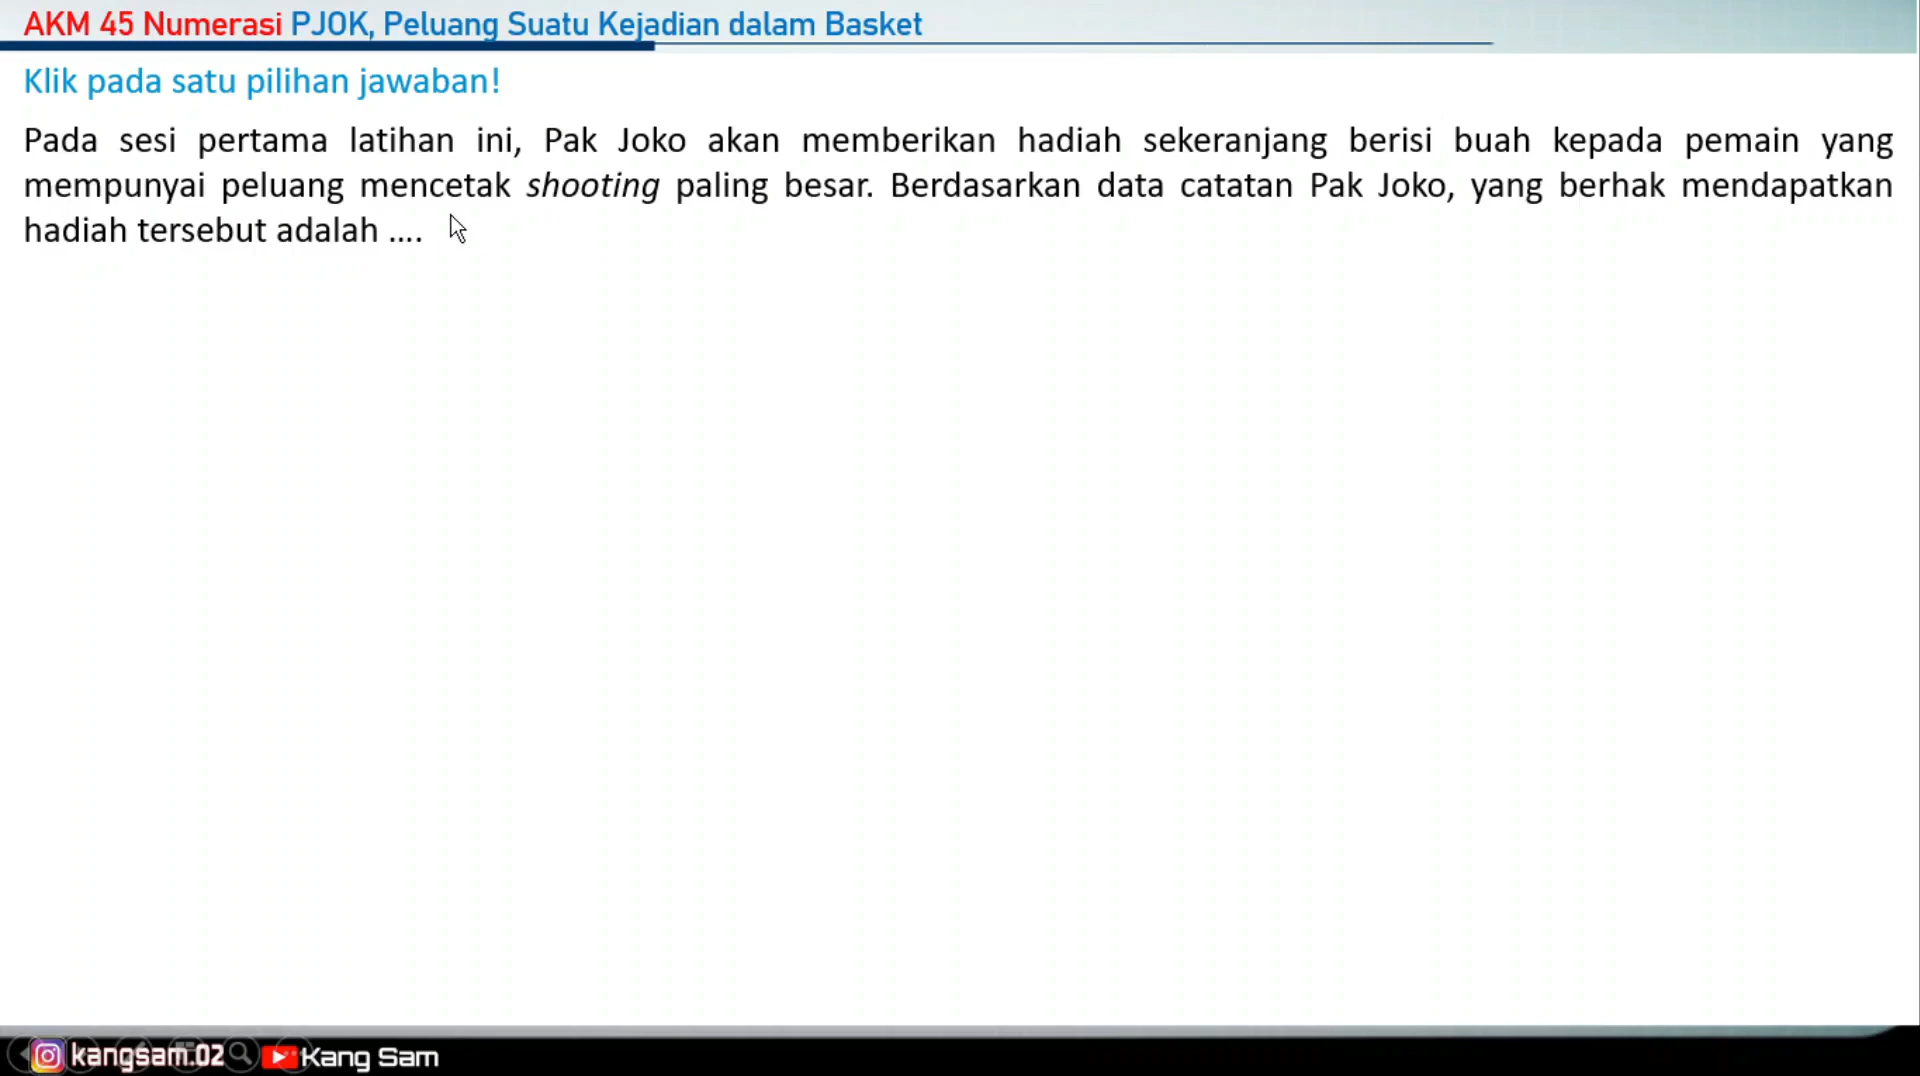 AKM 45 Numerasi PJOK, Peluang Suatu Kejadian dalam Basket
Klik pada satu pilihan jawaban!
Pada sesi pertama latihan ini, Pak Joko akan memberikan hadiah sekeranjang berisi buah kepada pemain yang
mempunyai peluang mencetak shooting paling besar. Berdasarkan data catatan Pak Joko, yang berhak mendapatkan
hadiah tersebut adalah ....
kangsam.02 Kang Sam